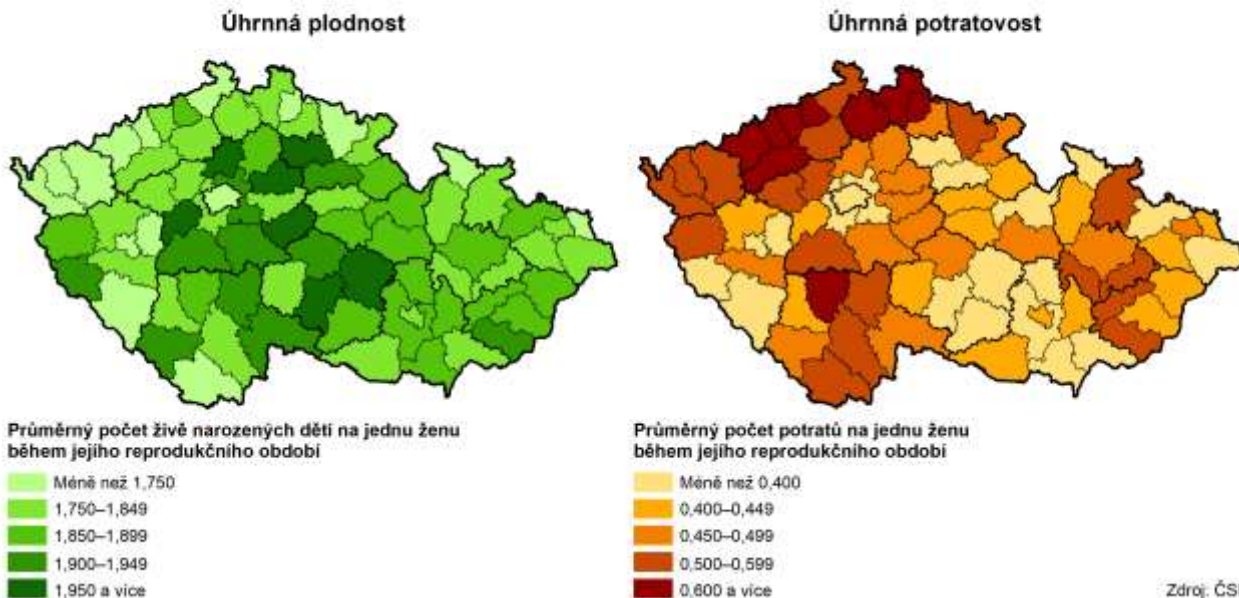 Úhrnná plodnost
Úhrnná potratovost
Průměrný počet živě narozených dětí na jednu ženu
během jejího reprodukčního období
Méně než 1,750
1,750–1,849
1,850–1,899
1,900–1,949
1,950 a více
Průměrný počet potratů na jednu ženu
během jejího reprodukčního období
Méně než 0,400
0,400–0,449
0,450–0,499
0,500–0,599
0,600 a více
Zdroj: ČS